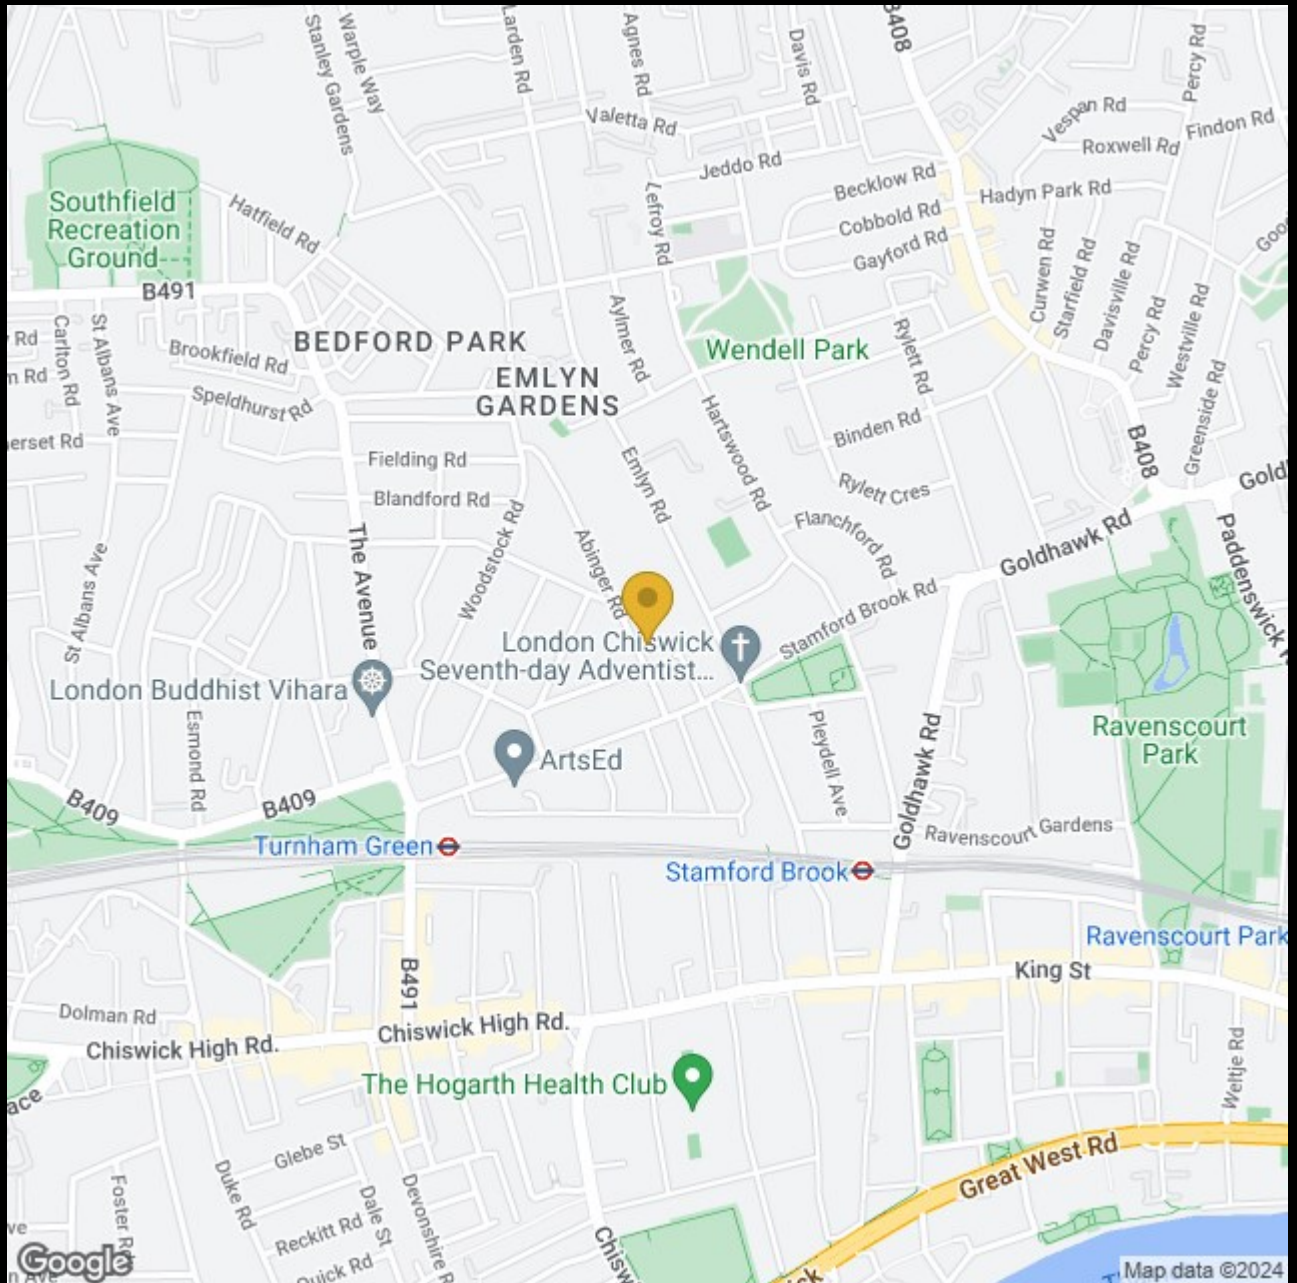 Stanley Gardens
Warple Way
Larden Rd
Agnes Rd
Davis Rd
B408
Percy Rd
Valetta Rd
Vespan Rd
Findon Rd
Roxwell Rd
Jeddo Rd
Becklow Rd
Hadyn Park Rd
Southfield
Recreation
Ground
Hatfield Rd
Lefroy Rd
Cobbold Rd
Gayford Rd
Curwen Rd
Starfield Rd
Davisville Rd
Percy Rd
Westville Rd
Greenside Rd
B491
Carlton Rd
St Albans Ave
Brookfield Rd
BEDFORD PARK
Aylmer Rd
Wendell Park
Rylett Rd
EMLYN
GARDENS
Speldhurst Rd
Hartswood Rd
Binden Rd
B408
Fielding Rd
Emlyn Rd
Rylett Cres
Blandford Rd
Woodstock Rd
The Avenue
Abinger Rd
Flanchford Rd
Goldhawk Rd
Paddenswick
St Albans Ave
London Chiswick
Seventh-day Adventist...
Stamford Brook Rd
London Buddhist Vihara
Esmond Rd
ArtsEd
Pleydell Ave
Goldhawk Rd
Ravenscourt
Park
B409
B409
Turnham Green
Stamford Brook
Ravenscourt Gardens
Ravenscourt Park
B491
King St
Dolman Rd
Chiswick High Rd.
Chiswick High Rd.
The Hogarth Health Club
Weltje Rd
Great West Rd
Glebe St
Duke Rd
Dale St
Devonshire R
Foster Rd
Reckitt Rd
Quick Rd
Chisw
Google
Map data ©2024